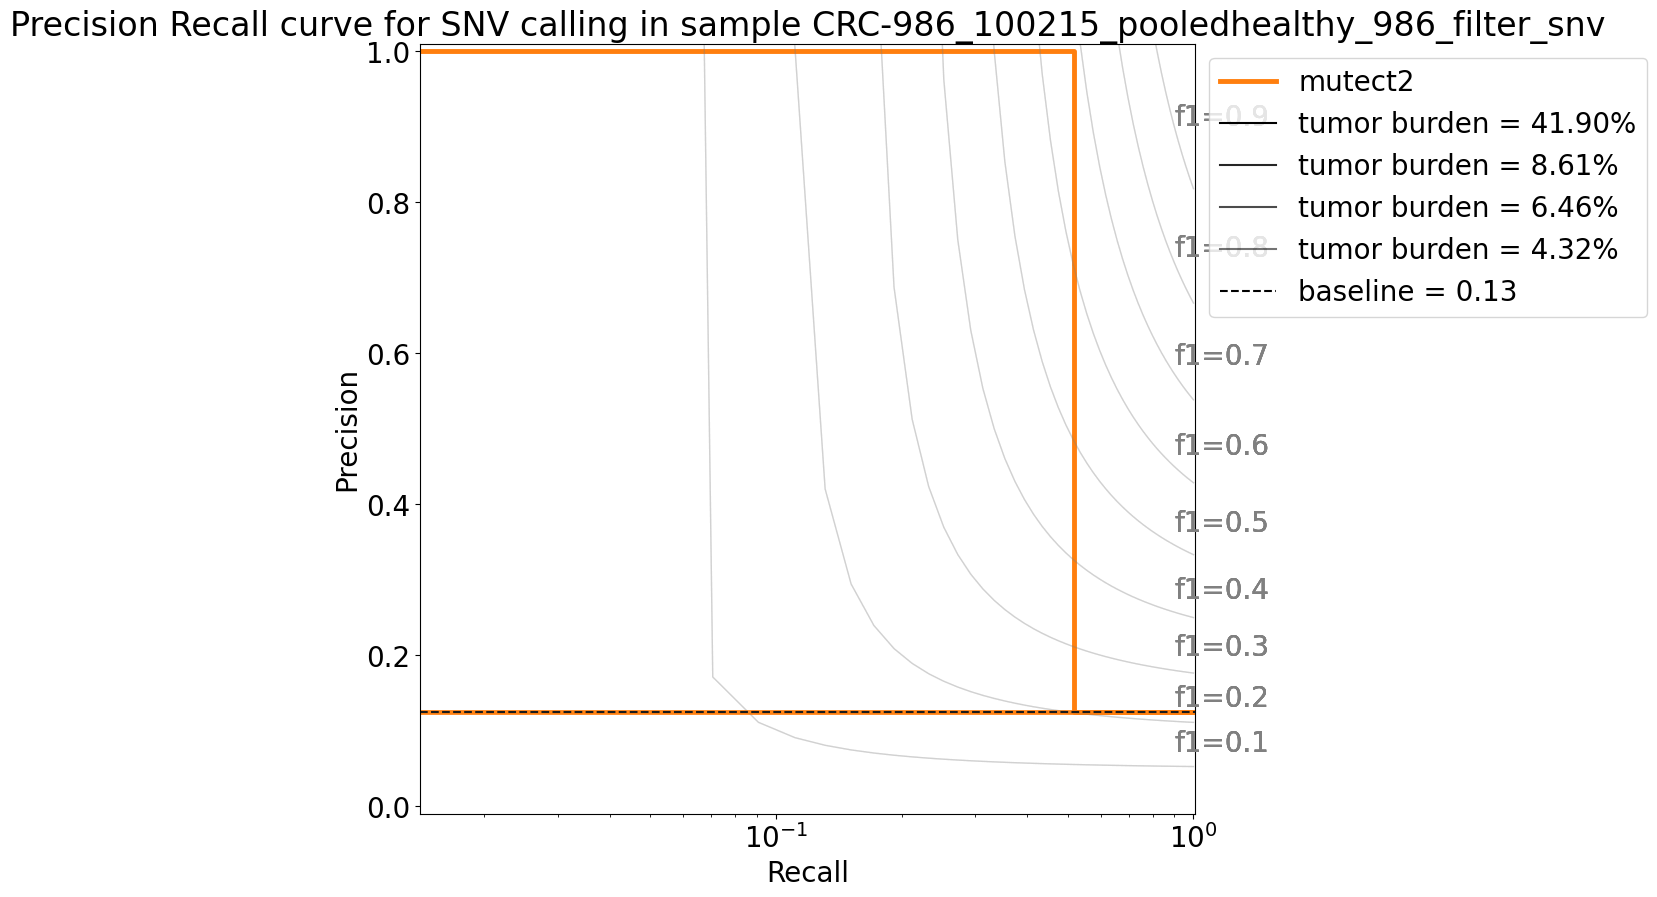 Precision Recall curve for SNV calling in sample CRC-986_100215_pooledhealthy_986_filter_snv
1.0
0.8
0.6
0.4
0.2
0.0
Precision
f1=0.9
f1=0.8
f1=0.7
f1=0.6
f1=0.5
f1=0.4
f1=0.3
f1=0.2
f1=0.1
mutect2
tumor burden = 41.90%
tumor burden = 8.61%
tumor burden = 6.46%
tumor burden = 4.32%
baseline = 0.13
10⁻¹
10⁰
Recall